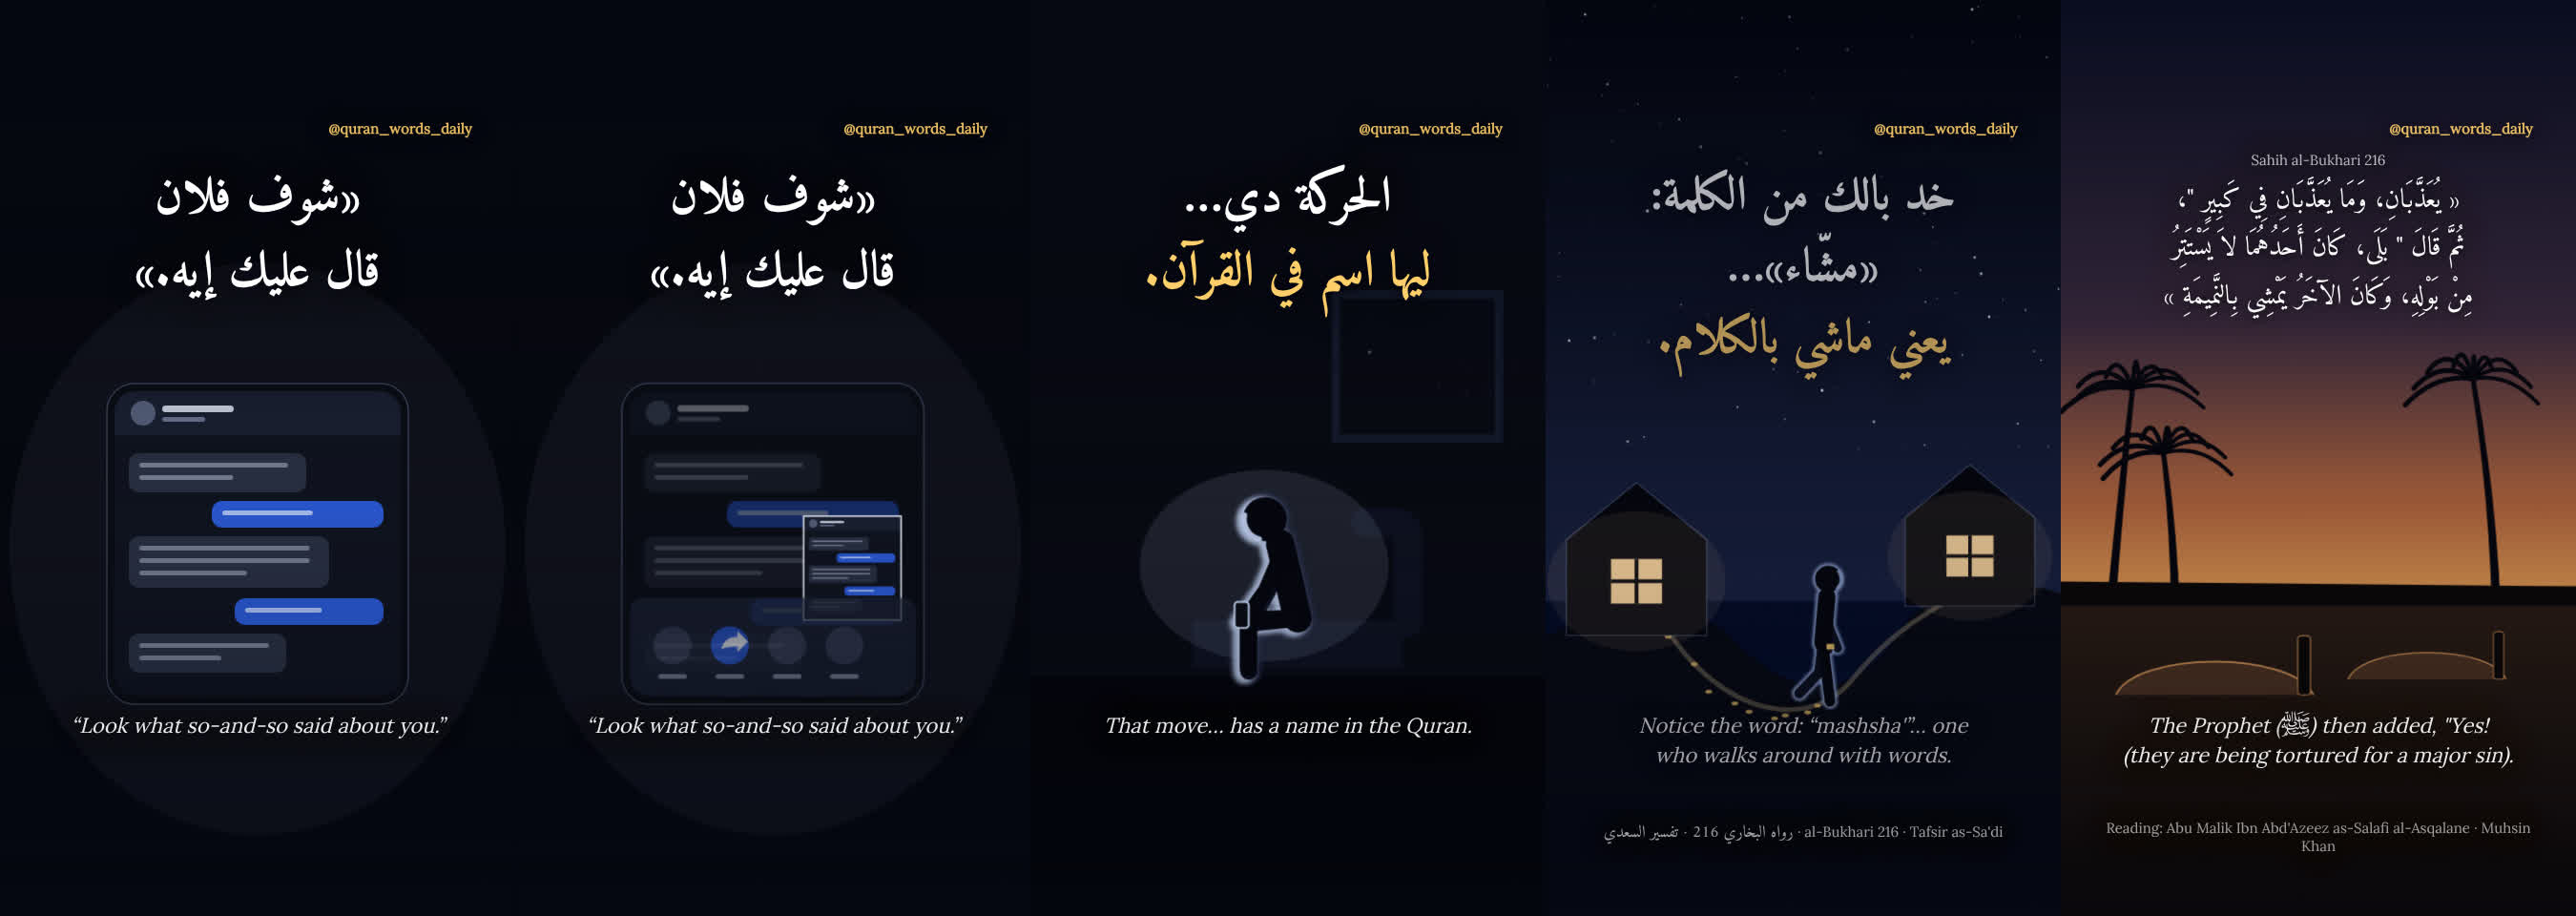 @quran_words_daily
«شوف فلان
قال عليك إيه.»
“Look what so-and-so said about you.”
@quran_words_daily
«شوف فلان
قال عليك إيه.»
“Look what so-and-so said about you.”
@quran_words_daily
الحركة دي...
ليها اسم في القرآن.
That move... has a name in the Quran.
@quran_words_daily
خد بالك من الكلمة:
«مشّاء»...
يعني ماشي بالكلام.
Notice the word: “mashsha'”... one
who walks around with words.
رواه البخاري 216 · تفسير السعدي · al-Bukhari 216 · Tafsir as-Sa'di
@quran_words_daily
Sahih al-Bukhari 216
« يُعَذَّبَانِ، وَمَا يُعَذَّبَانِ فِي كَبِيرٍ "،
ثُمَّ قَالَ " بَلَى، كَانَ أَحَدُهُمَا لاَ يَسْتَتِرُ
مِنْ بَوْلِهِ، وَكَانَ الآخَرُ يَمْشِي بِالنَّمِيمَةِ »
The Prophet (ﷺ) then added, "Yes!
(they are being tortured for a major sin).
Reading: Abu Malik Ibn Abd'Azeez as-Salafi al-Asqalane · Muhsin
Khan